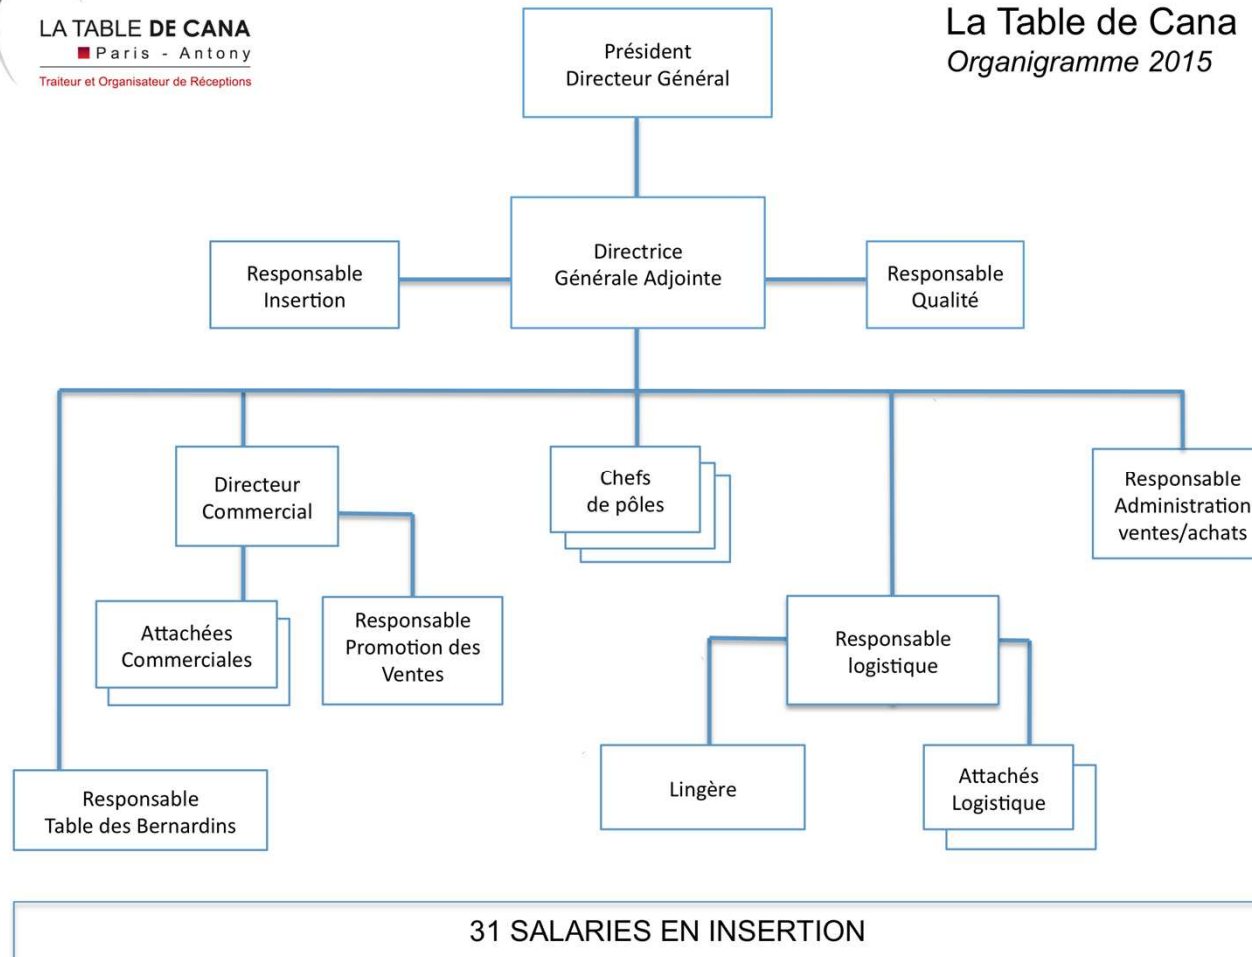 LA TABLE DE CANA
Paris - Antony
Traiteur et Organisateur de Réceptions
La Table de Cana
Organigramme 2015
Président
Directeur Général
Directrice
Générale Adjointe
Responsable
Insertion
Responsable
Qualité
Directeur
Commercial
Chefs
de pôles
Responsable
Administration
ventes/achats
Attachées
Commerciales
Responsable
Promotion des
Ventes
Responsable
logistique
Responsable
Table des Bernardins
Lingère
Attachés
Logistique
31 SALARIES EN INSERTION